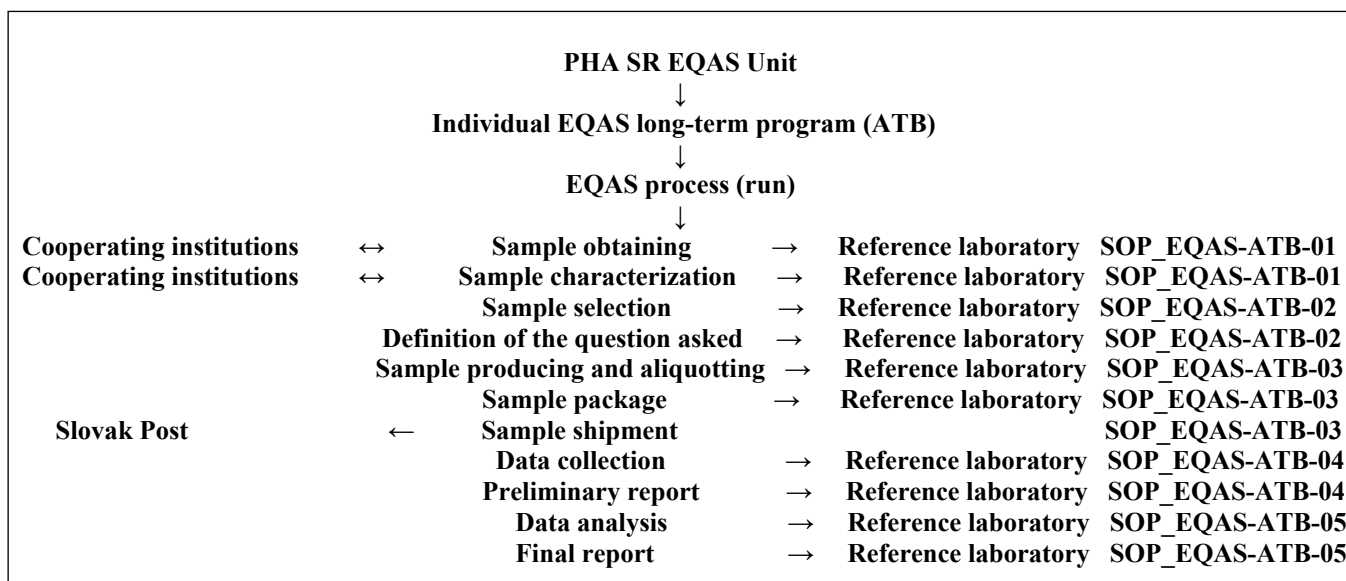 PHA SR EQAS Unit
↓
Individual EQAS long-term program (ATB)
↓
EQAS process (run)
↓
Cooperating institutions ↔ Sample obtaining → Reference laboratory SOP_EQAS-ATB-01
Cooperating institutions ↔ Sample characterization → Reference laboratory SOP_EQAS-ATB-01
Sample selection → Reference laboratory SOP_EQAS-ATB-02
Definition of the question asked → Reference laboratory SOP_EQAS-ATB-02
Sample producing and aliquotting → Reference laboratory SOP_EQAS-ATB-03
Sample package → Reference laboratory SOP_EQAS-ATB-03
Slovak Post ← Sample shipment SOP_EQAS-ATB-03
Data collection → Reference laboratory SOP_EQAS-ATB-04
Preliminary report → Reference laboratory SOP_EQAS-ATB-04
Data analysis → Reference laboratory SOP_EQAS-ATB-05
Final report → Reference laboratory SOP_EQAS-ATB-05